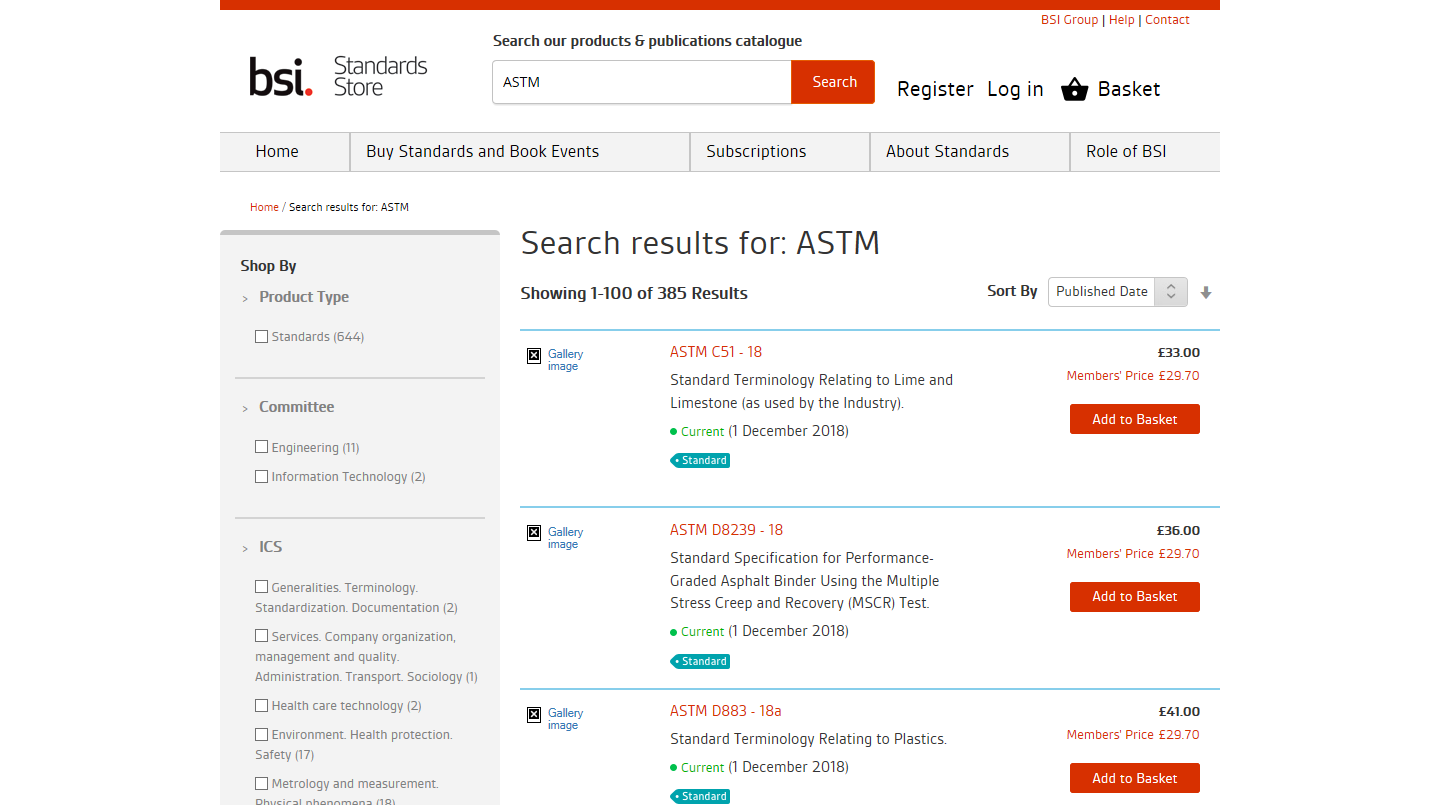 BSI Group | Help | Contact
Search our products & publications catalogue
bsi. Standards Store
ASTM
Search
Register
Log in
Basket
Home
Buy Standards and Book Events
Subscriptions
About Standards
Role of BSI
Home / Search results for: ASTM
Shop By
> Product Type
Standards (644)
> Committee
Engineering (11)
Information Technology (2)
> ICS
Generalities. Terminology.
Standardization. Documentation (2)
Services. Company organization,
management and quality.
Administration. Transport. Sociology (1)
Health care technology (2)
Environment. Health protection.
Safety (17)
Metrology and measurement.
Physical phenomena (18)
Search results for: ASTM
Showing 1-100 of 385 Results
Sort By
Published Date
Gallery
image
ASTM C51 - 18
Standard Terminology Relating to Lime and
Limestone (as used by the Industry).
Current (1 December 2018)
Standard
£33.00
Members' Price £29.70
Add to Basket
Gallery
image
ASTM D8239 - 18
Standard Specification for Performance-
Graded Asphalt Binder Using the Multiple
Stress Creep and Recovery (MSCR) Test.
Current (1 December 2018)
Standard
£36.00
Members' Price £29.70
Add to Basket
Gallery
image
ASTM D883 - 18a
Standard Terminology Relating to Plastics.
Current (1 December 2018)
Standard
£41.00
Members' Price £29.70
Add to Basket